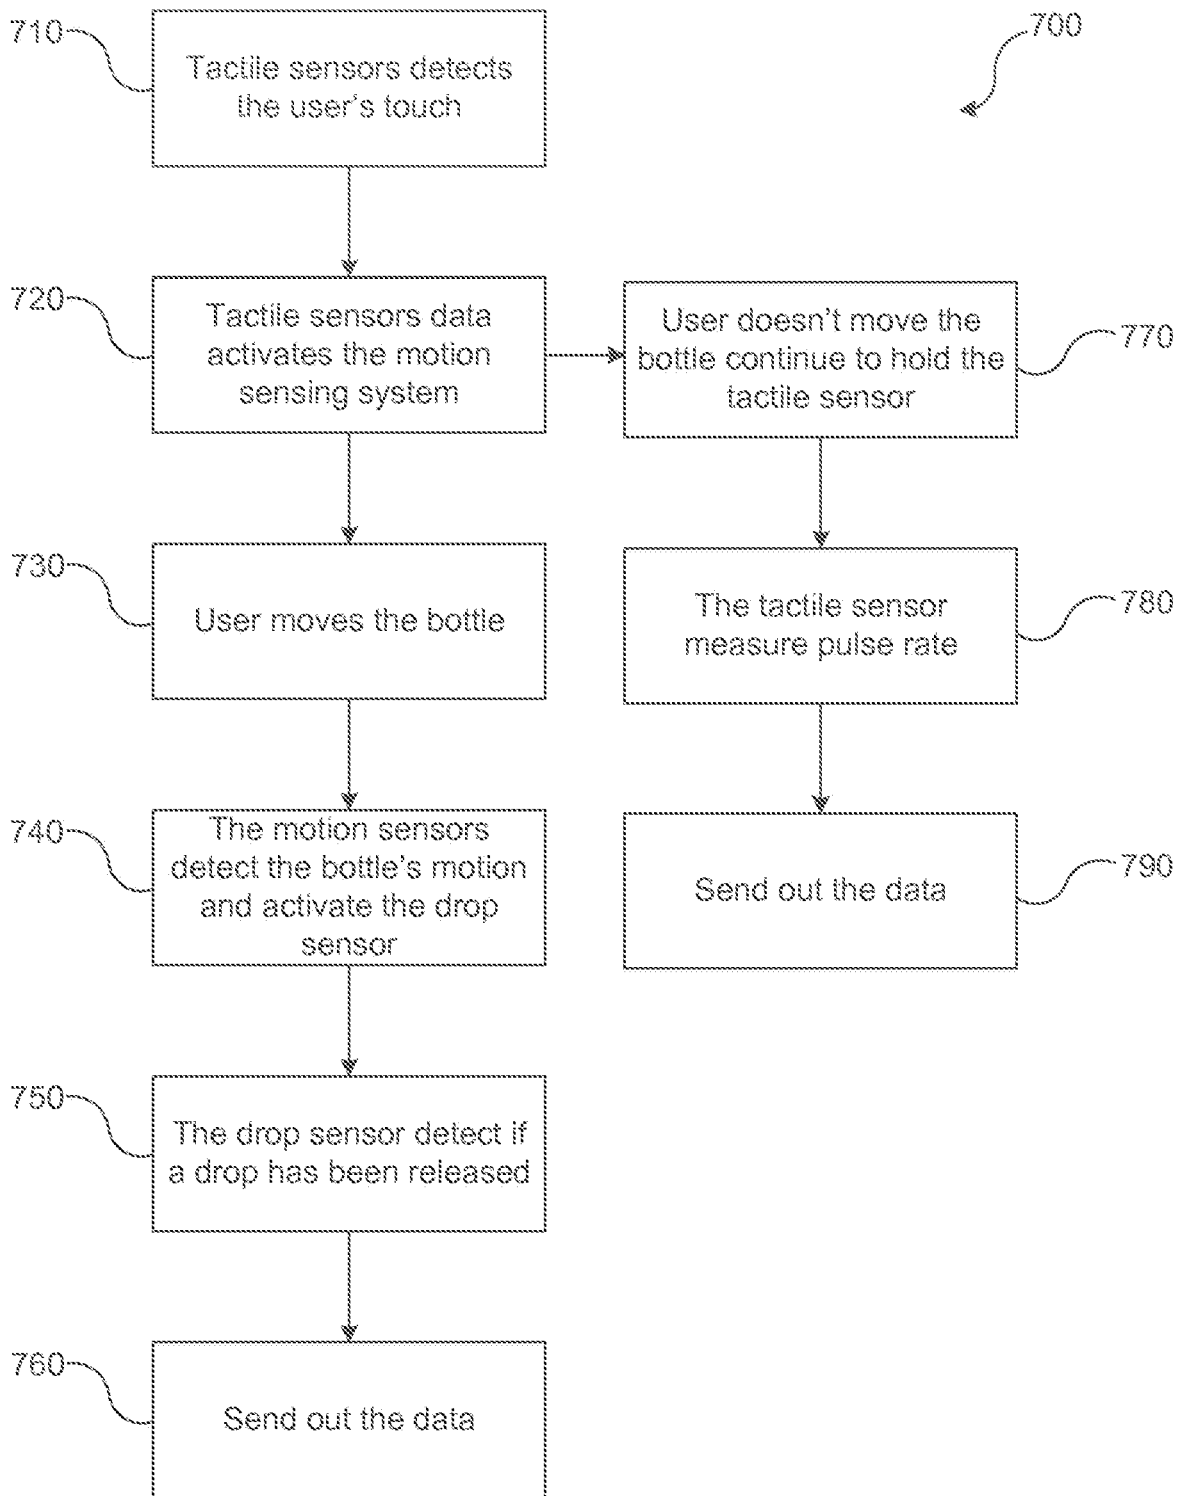 710
Tactile sensors detects
the user's touch
700
720
Tactile sensors data
activates the motion
sensing system
User doesn't move the
bottle continue to hold the
tactile sensor
770
730
User moves the bottle
The tactile sensor
measure pulse rate
780
740
The motion sensors
detect the bottle's motion
and activate the drop
sensor
Send out the data
790
750
The drop sensor detect if
a drop has been released
760
Send out the data